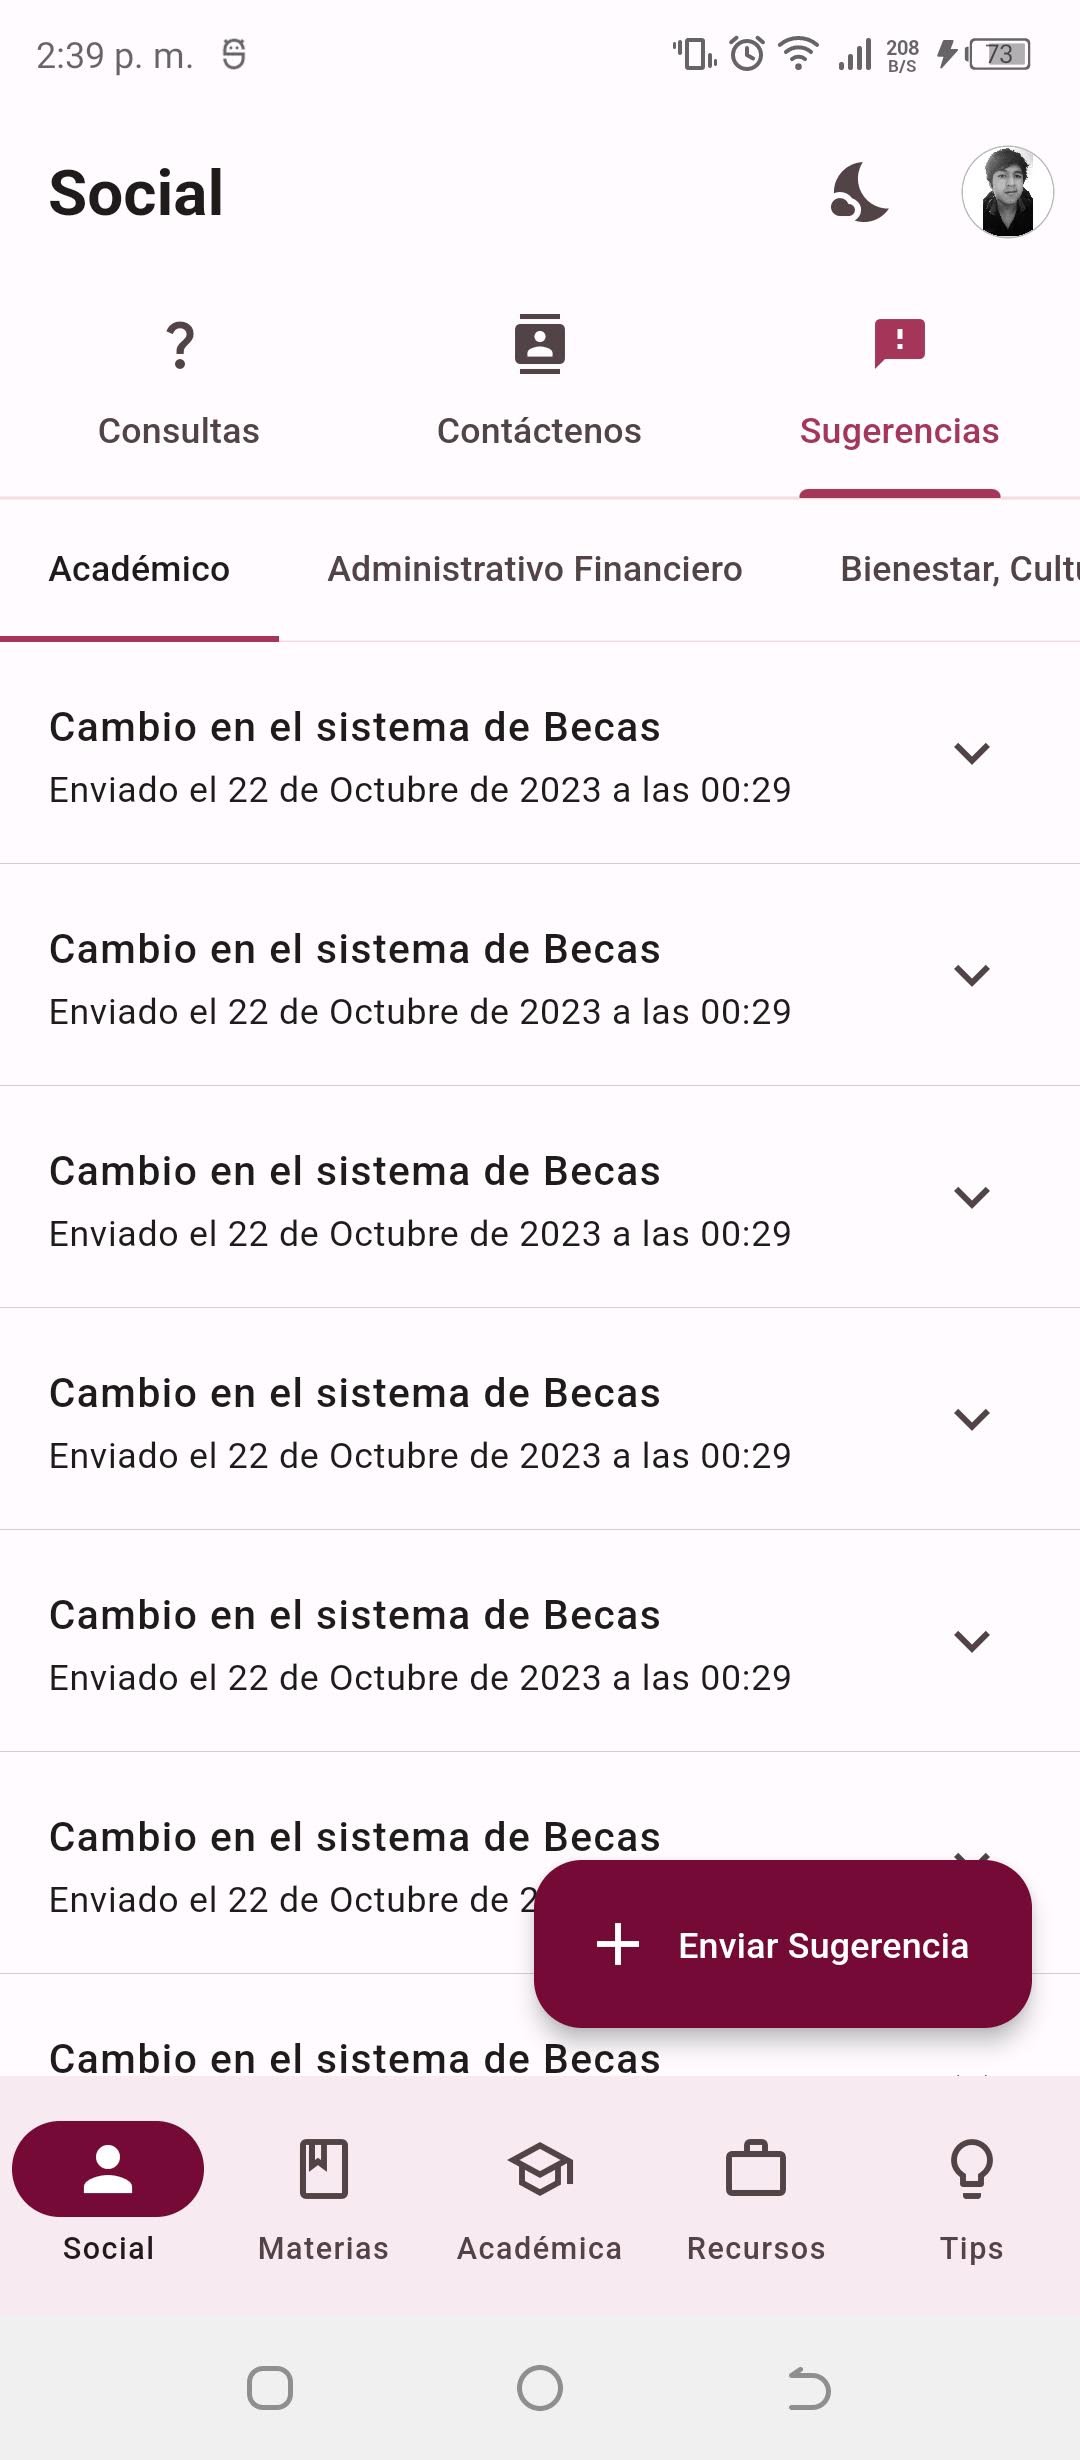 2:39 p. m.
208
B/S
73
Social
Consultas
Contáctenos
Sugerencias
Académico
Administrativo Financiero
Bienestar, Cultu
Cambio en el sistema de Becas
Enviado el 22 de Octubre de 2023 a las 00:29
Cambio en el sistema de Becas
Enviado el 22 de Octubre de 2023 a las 00:29
Cambio en el sistema de Becas
Enviado el 22 de Octubre de 2023 a las 00:29
Cambio en el sistema de Becas
Enviado el 22 de Octubre de 2023 a las 00:29
Cambio en el sistema de Becas
Enviado el 22 de Octubre de 2023 a las 00:29
Cambio en el sistema de Becas
Enviado el 22 de Octubre de 2
Enviar Sugerencia
Cambio en el sistema de Becas
Social
Materias
Académica
Recursos
Tips